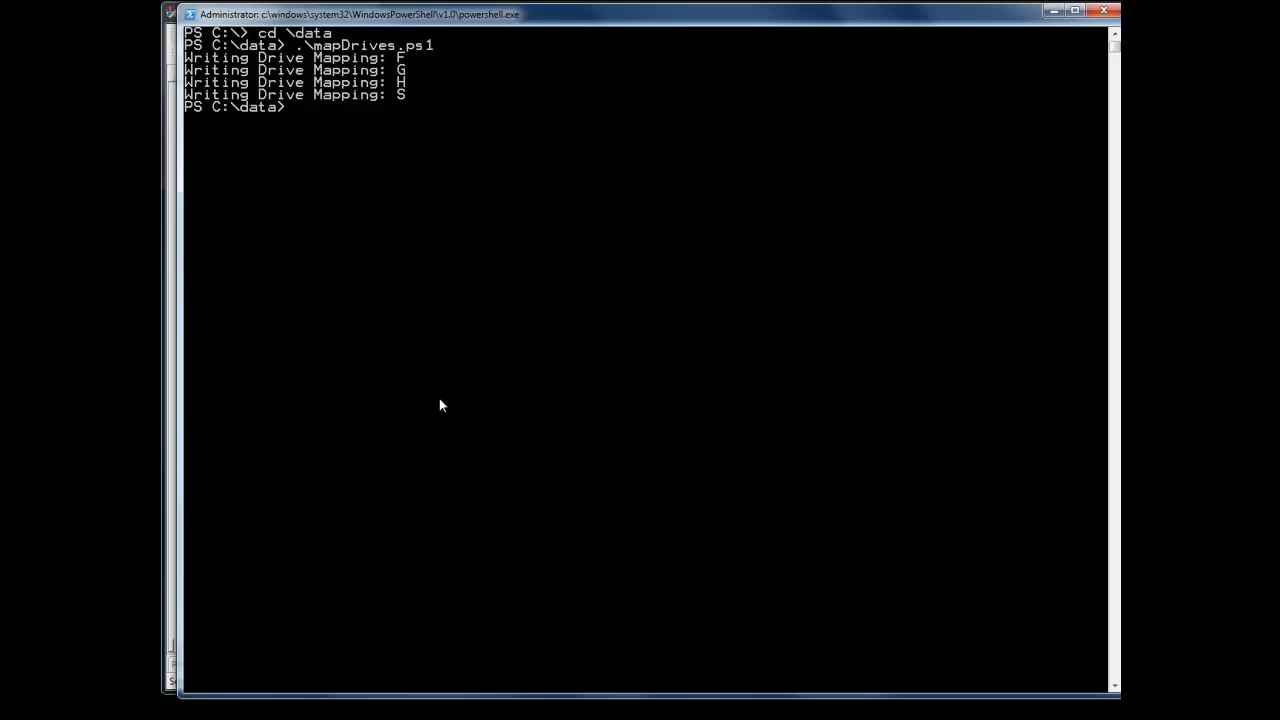 Administrator: c:\windows\system32\WindowsPowerShell\v1.0\powershell.exe
PS C:\> cd \data
PS C:\data> .\mapDrives.ps1
Writing Drive Mapping: F
Writing Drive Mapping: G
Writing Drive Mapping: H
Writing Drive Mapping: S
PS C:\data>